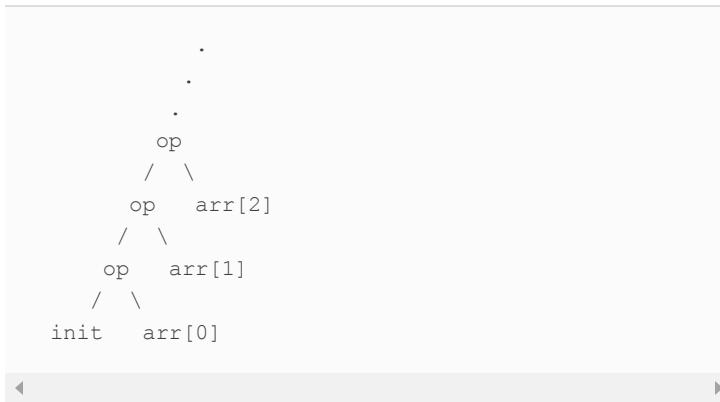 .
.
.
op
/ \
op arr[2]
/ \
op arr[1]
/ \
init arr[0]